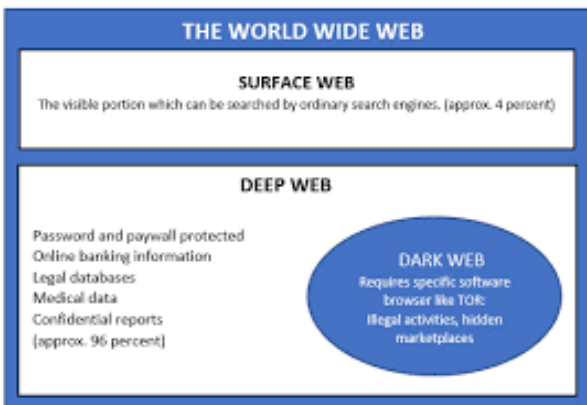 THE WORLD WIDE WEB
SURFACE WEB
The visible portion which can be searched by ordinary search engines. (approx. 4 percent)
DEEP WEB
Password and paywall protected
Online banking information
Legal databases
Medical data
Confidential reports
(approx. 96 percent)
DARK WEB
Requires specific software
browser like TOR:
Illegal activities, hidden
marketplaces